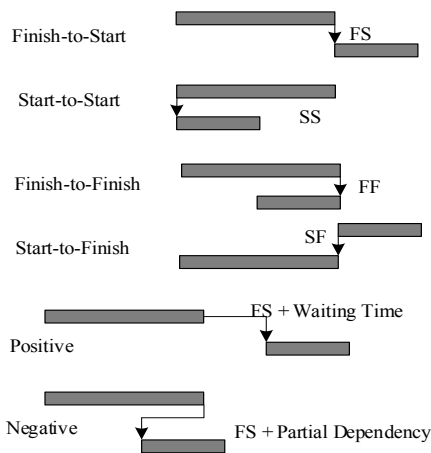 Finish-to-Start
FS
Start-to-Start
SS
Finish-to-Finish
FF
Start-to-Finish
SF
FS + Waiting Time
Positive
Negative
FS + Partial Dependency